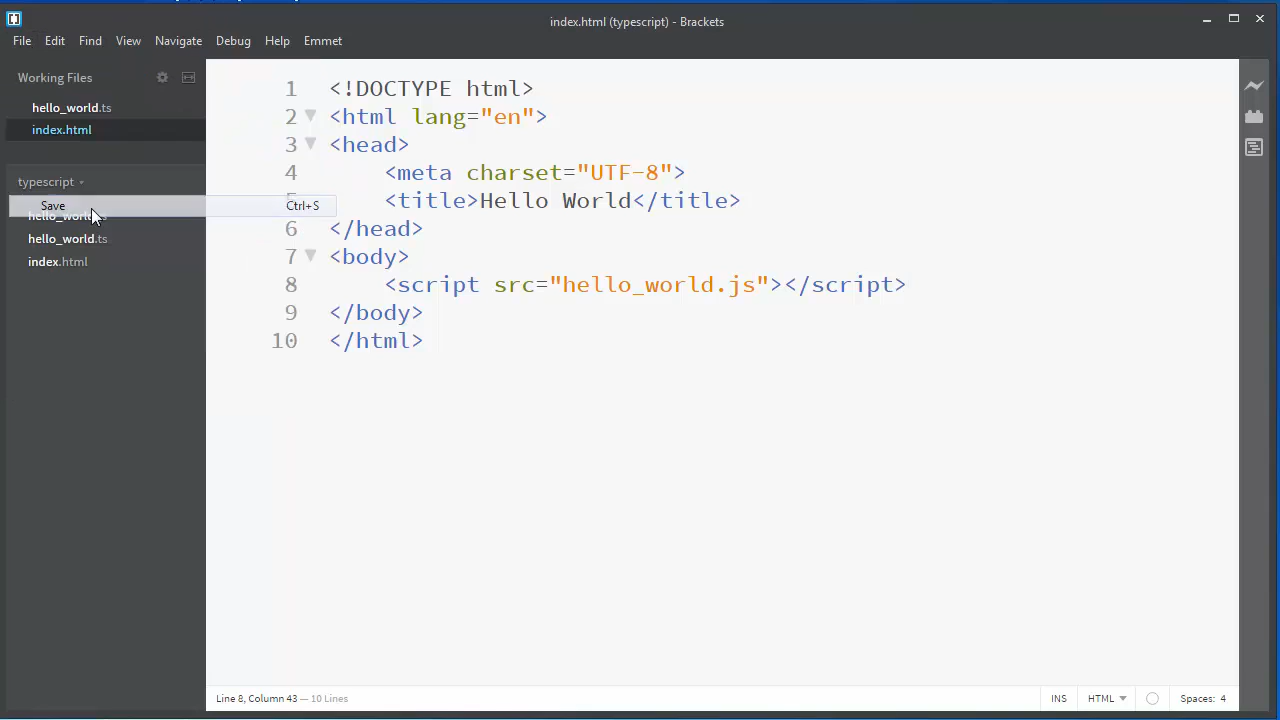 index.html (typescript) - Brackets
File Edit Find View Navigate Debug Help Emmet
Working Files
hello_world.ts
index.html
typescript
Save Ctrl+S
hello_world.ts
index.html
1 <!DOCTYPE html>
2 <html lang="en">
3 <head>
4 <meta charset="UTF-8">
5 <title>Hello World</title>
6 </head>
7 <body>
8 <script src="hello_world.js"></script>
9 </body>
10 </html>
Line 8, Column 43 — 10 Lines
INS HTML Spaces: 4